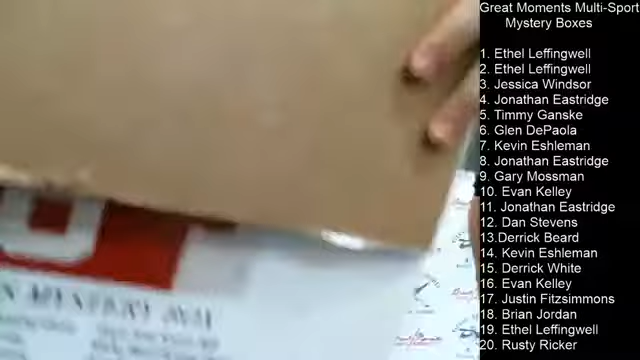 Great Moments Multi-Sport
Mystery Boxes
1. Ethel Leffingwell
2. Ethel Leffingwell
3. Jessica Windsor
4. Jonathan Eastridge
5. Timmy Ganske
6. Glen DePaola
7. Kevin Eshleman
8. Jonathan Eastridge
9. Gary Mossman
10. Evan Kelley
11. Jonathan Eastridge
12. Dan Stevens
13.Derrick Beard
14. Kevin Eshleman
15. Derrick White
16. Evan Kelley
17. Justin Fitzsimmons
18. Brian Jordan
19. Ethel Leffingwell
20. Rusty Ricker
MYSTERY BOX